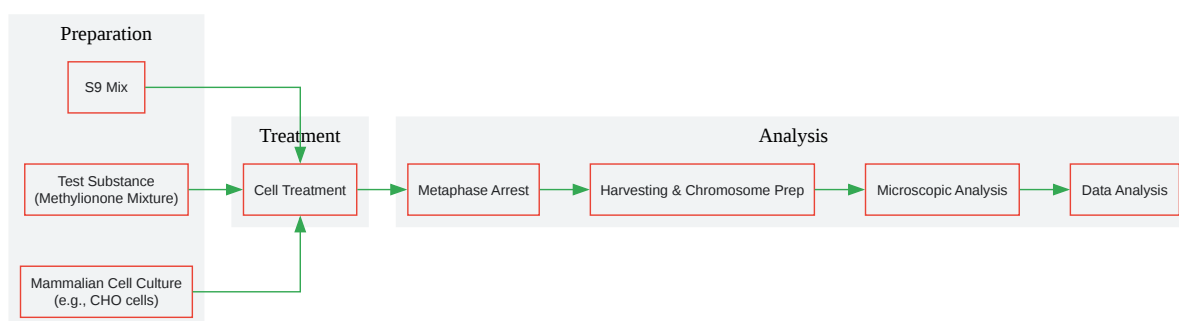 Preparation
S9 Mix
Test Substance
(Methylionone Mixture)
Mammalian Cell Culture
(e.g., CHO cells)
Treatment
Cell Treatment
Analysis
Metaphase Arrest
Harvesting & Chromosome Prep
Microscopic Analysis
Data Analysis